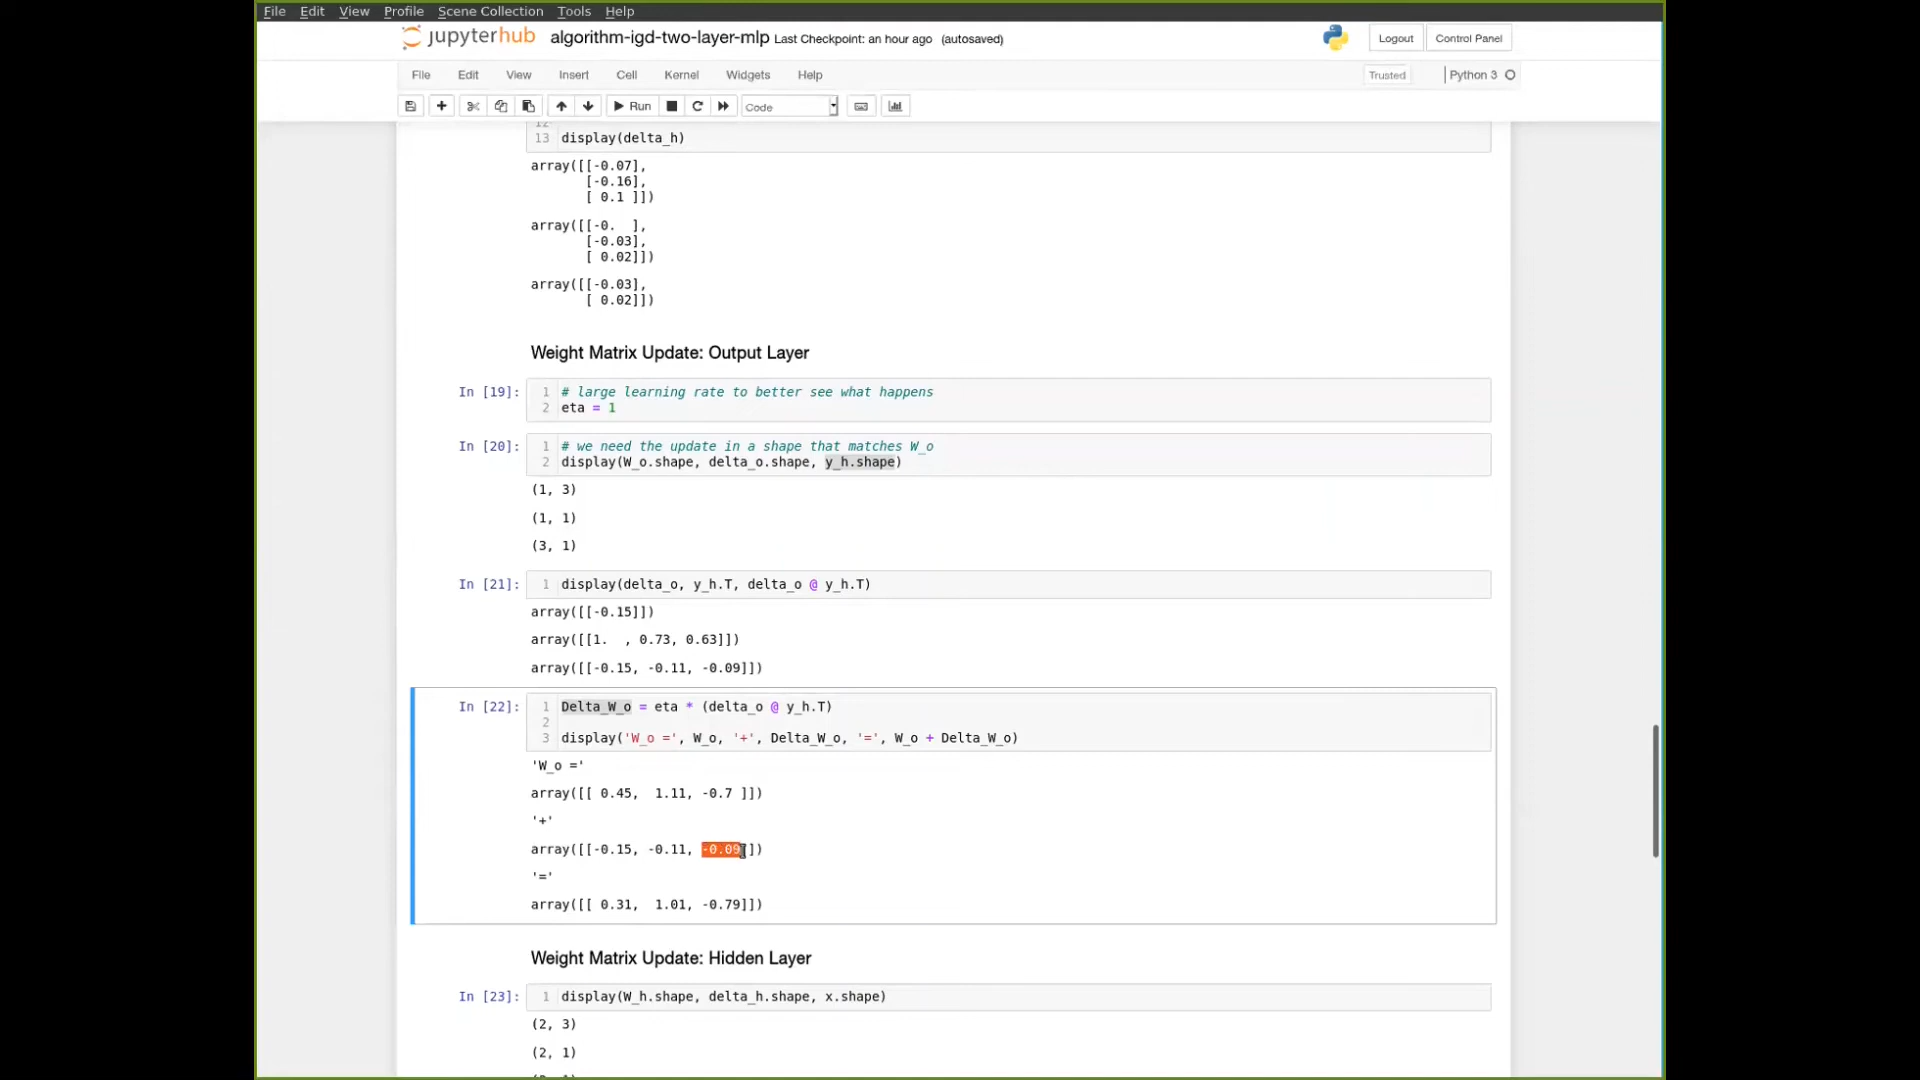 File Edit View Profile Scene Collection Tools Help
jupyterhub algorithm-igd-two-layer-mlp Last Checkpoint: an hour ago (autosaved) Logout Control Panel
File Edit View Insert Cell Kernel Widgets Help Trusted Python 3
Run Code
12
13 display(delta_h)
array([[-0.07],
[-0.16],
[ 0.1 ]])
array([[-0. ],
[-0.03],
[ 0.02]])
array([[-0.03],
[ 0.02]])
Weight Matrix Update: Output Layer
In [19]: 1 # large learning rate to better see what happens
2 eta = 1
In [20]: 1 # we need the update in a shape that matches W_o
2 display(W_o.shape, delta_o.shape, y_h.shape)
(1, 3)
(1, 1)
(3, 1)
In [21]: 1 display(delta_o, y_h.T, delta_o @ y_h.T)
array([[-0.15]])
array([[1. , 0.73, 0.63]])
array([[-0.15, -0.11, -0.09]])
In [22]: 1 Delta_W_o = eta * (delta_o @ y_h.T)
2
3 display('W_o =', W_o, '+', Delta_W_o, '=', W_o + Delta_W_o)
'W_o ='
array([[ 0.45, 1.11, -0.7 ]])
'+'
array([[-0.15, -0.11, -0.09]])
'='
array([[ 0.31, 1.01, -0.79]])
Weight Matrix Update: Hidden Layer
In [23]: 1 display(W_h.shape, delta_h.shape, x.shape)
(2, 3)
(2, 1)